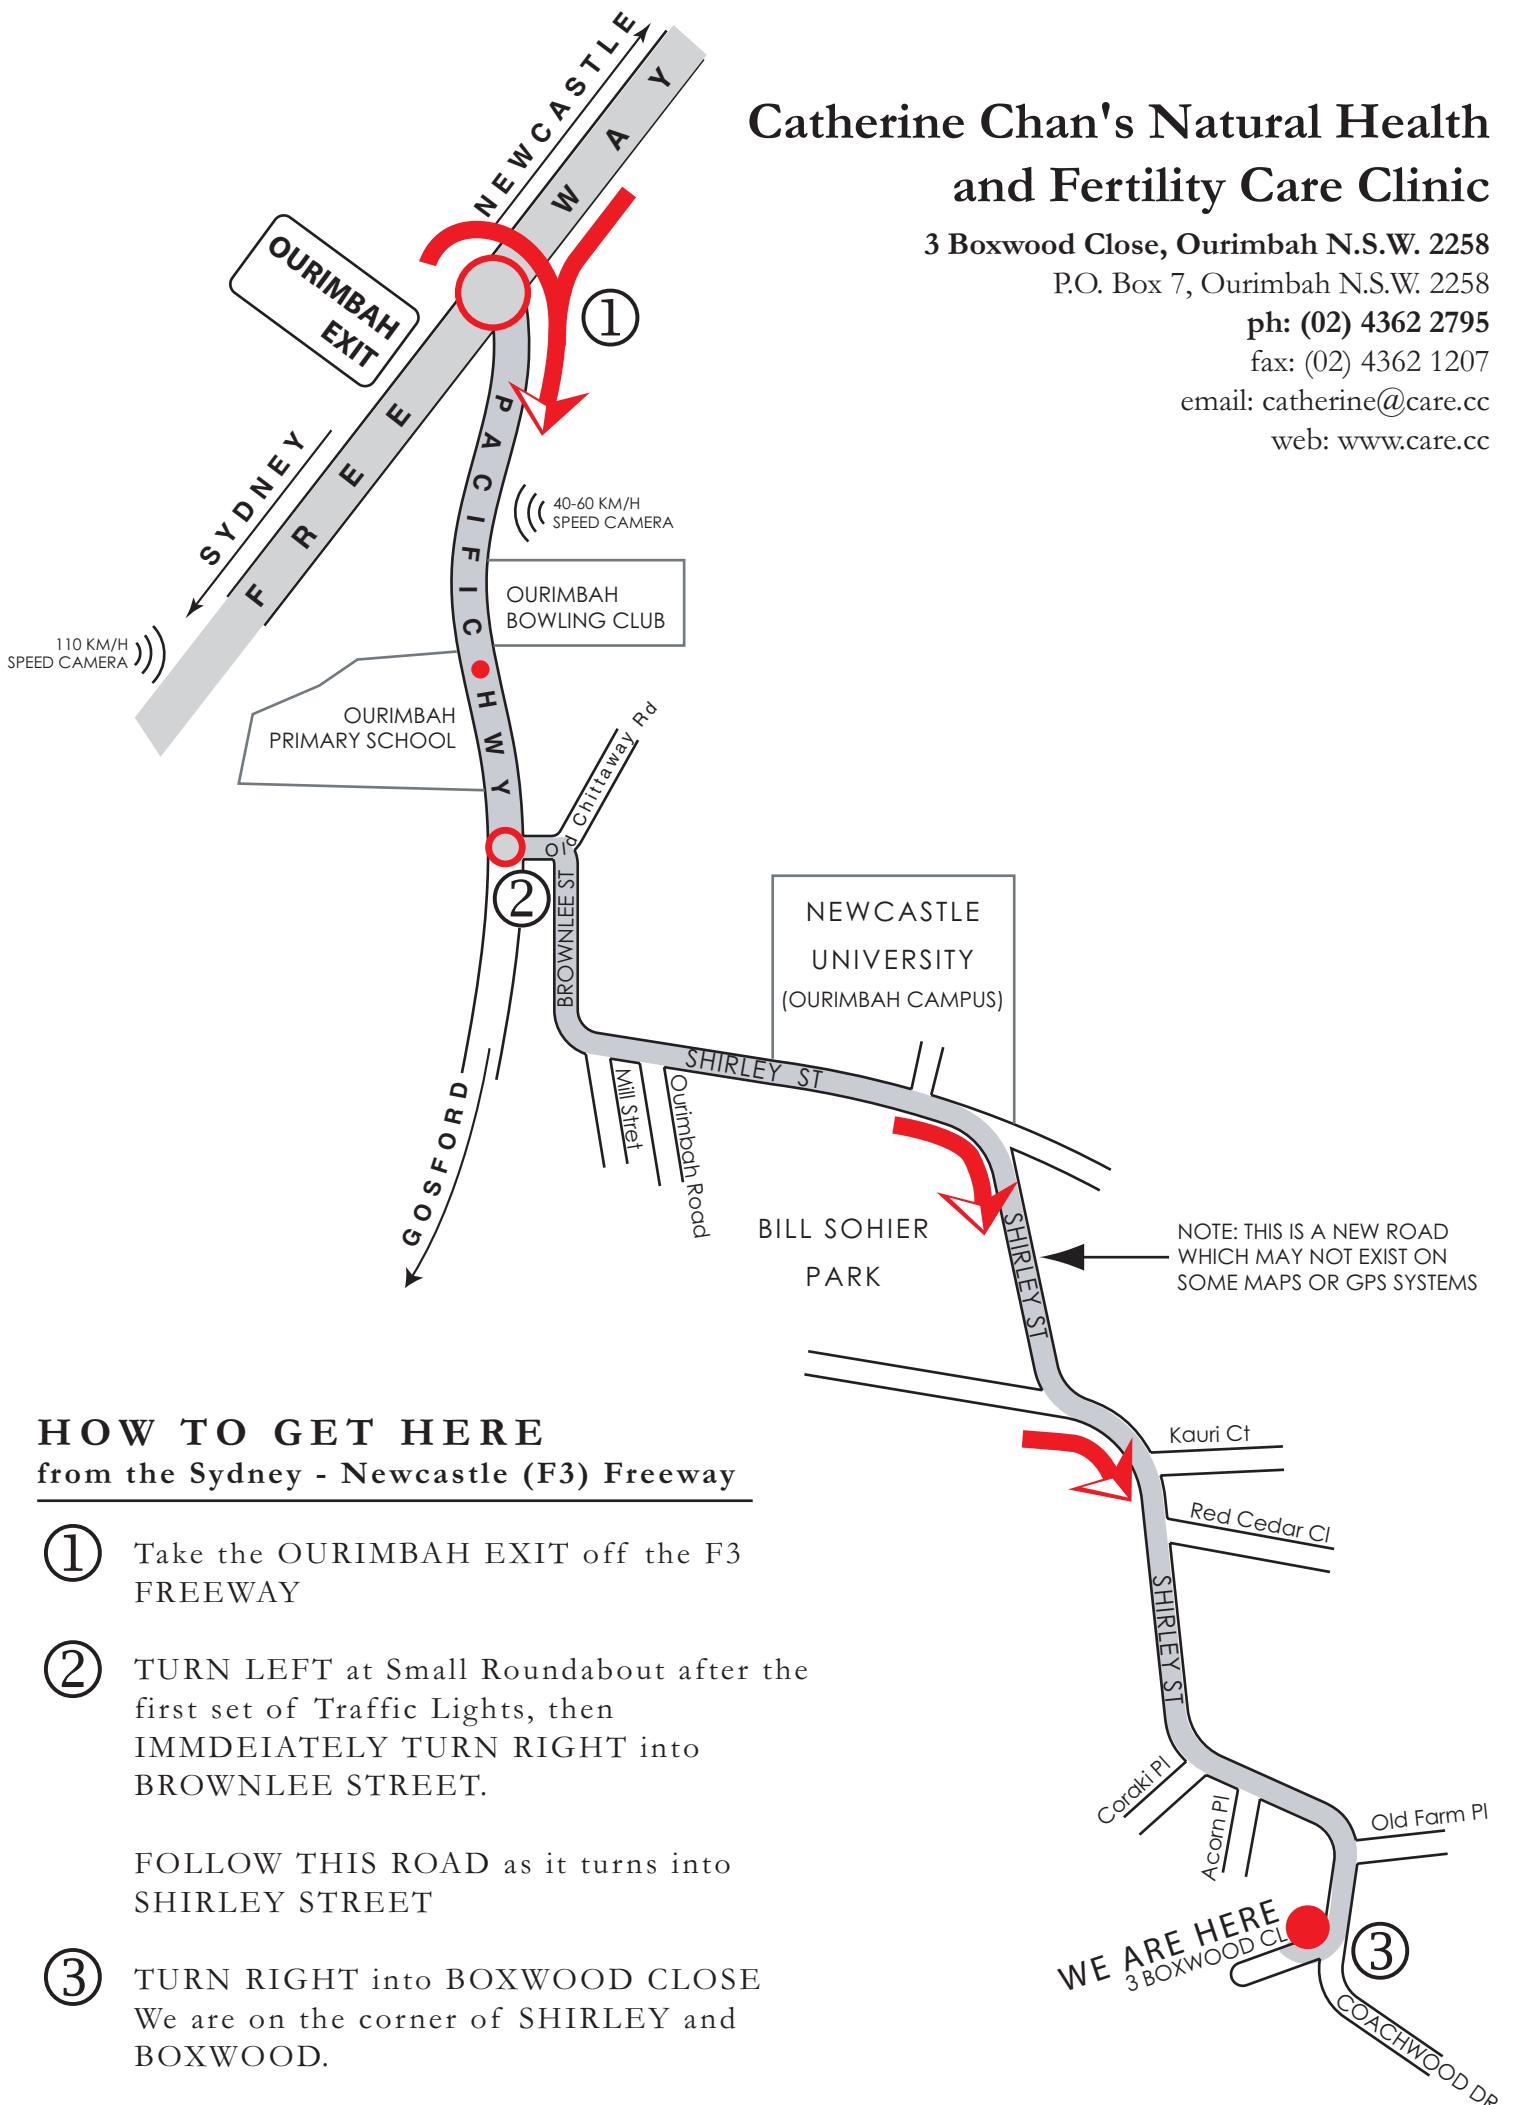 Catherine Chan's Natural Health
and Fertility Care Clinic
3 Boxwood Close, Ourimbah N.S.W. 2258
P.O. Box 7, Ourimbah N.S.W. 2258
ph: (02) 4362 2795
fax: (02) 4362 1207
email: catherine@care.cc
web: www.care.cc
NEWCASTLE
FREEWAY
OURIMBAH
EXIT
1
SYDNEY
PACIFIC HWY
40-60 KM/H
SPEED CAMERA
110 KM/H
SPEED CAMERA
OURIMBAH
BOWLING CLUB
OURIMBAH
PRIMARY SCHOOL
Old Chittaway Rd
2
BROWNLEE ST
GOSFORD
NEWCASTLE
UNIVERSITY
(OURIMBAH CAMPUS)
SHIRLEY ST
Mill Stret
Ourimbah Road
BILL SOHIER
PARK
SHIRLEY ST
NOTE: THIS IS A NEW ROAD
WHICH MAY NOT EXIST ON
SOME MAPS OR GPS SYSTEMS
Kauri Ct
Red Cedar Cl
SHIRLEY ST
Coraki Pl
Acorn Pl
Old Farm Pl
WE ARE HERE
3 BOXWOOD CL
3
COACHWOOD DR
HOW TO GET HERE
from the Sydney - Newcastle (F3) Freeway
1 Take the OURIMBAH EXIT off the F3
FREEWAY
2 TURN LEFT at Small Roundabout after the
first set of Traffic Lights, then
IMMDEIATELY TURN RIGHT into
BROWNLEE STREET.
FOLLOW THIS ROAD as it turns into
SHIRLEY STREET
3 TURN RIGHT into BOXWOOD CLOSE
We are on the corner of SHIRLEY and
BOXWOOD.